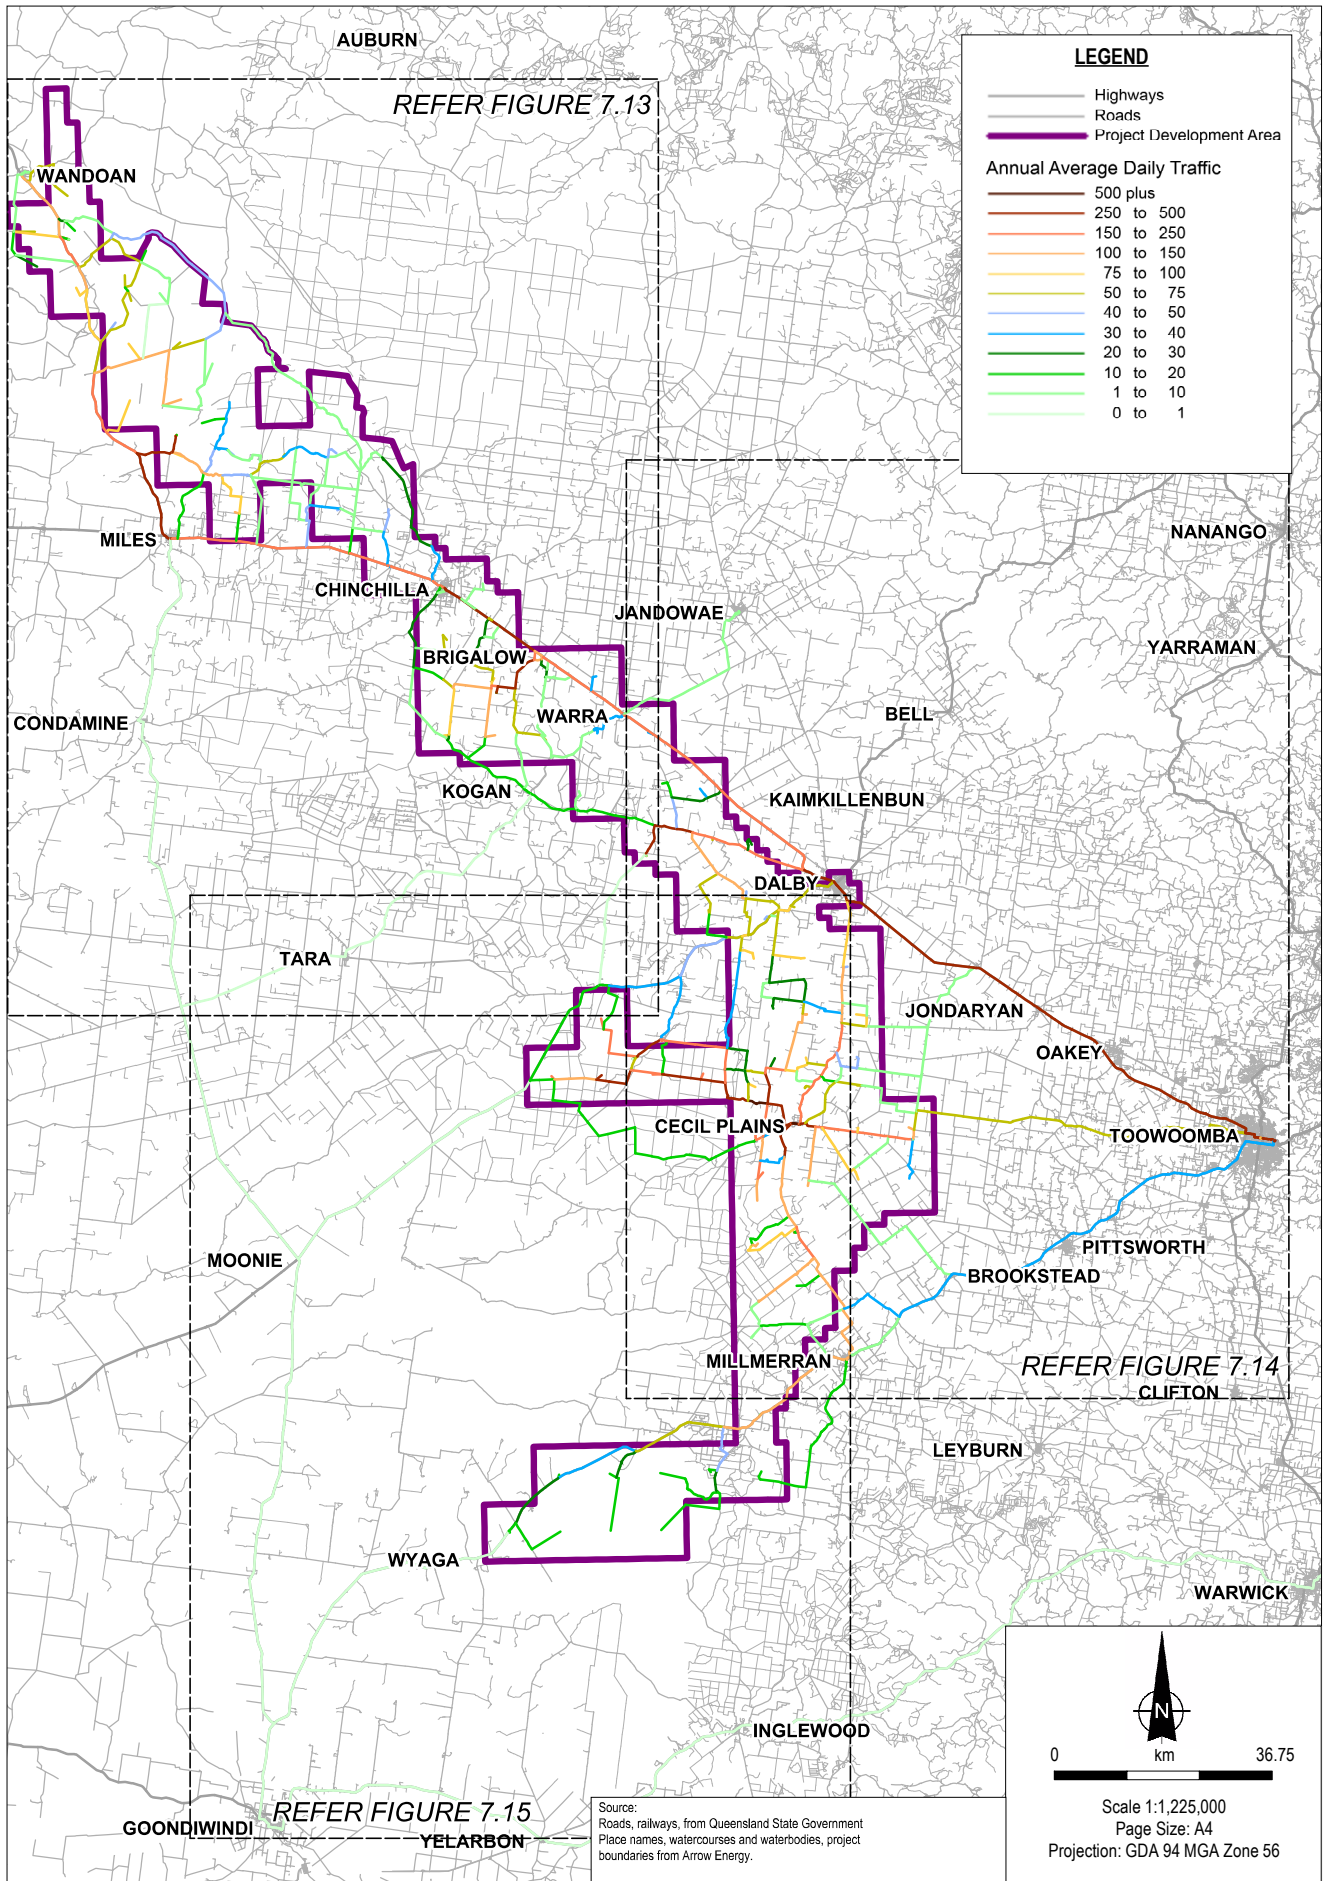 AUBURN
LEGEND
REFER FIGURE 7.13
Highways
Roads
Project Development Area
Annual Average Daily Traffic
500 plus
250 to 500
150 to 250
100 to 150
75 to 100
50 to 75
40 to 50
30 to 40
20 to 30
10 to 20
1 to 10
0 to 1
WANDOAN
NANANGO
MILES
CHINCHILLA
JANDOWAE
YARRAMAN
BRIGALOW
WARRA
BELL
CONDAMINE
KOGAN
KAIMKILLENBUN
DALBY
TARA
JONDARYAN
OAKEY
CECIL PLAINS
TOOWOOMBA
MOONIE
PITTSWORTH
BROOKSTEAD
MILLMERRAN
REFER FIGURE 7.14
CLIFTON
LEYBURN
WYAGA
WARWICK
INGLEWOOD
N
0 km 36.75
Scale 1:1,225,000
Page Size: A4
Projection: GDA 94 MGA Zone 56
REFER FIGURE 7.15
GOONDIWINDI
YELARBON
Source:
Roads, railways, from Queensland State Government
Place names, watercourses and waterbodies, project
boundaries from Arrow Energy.